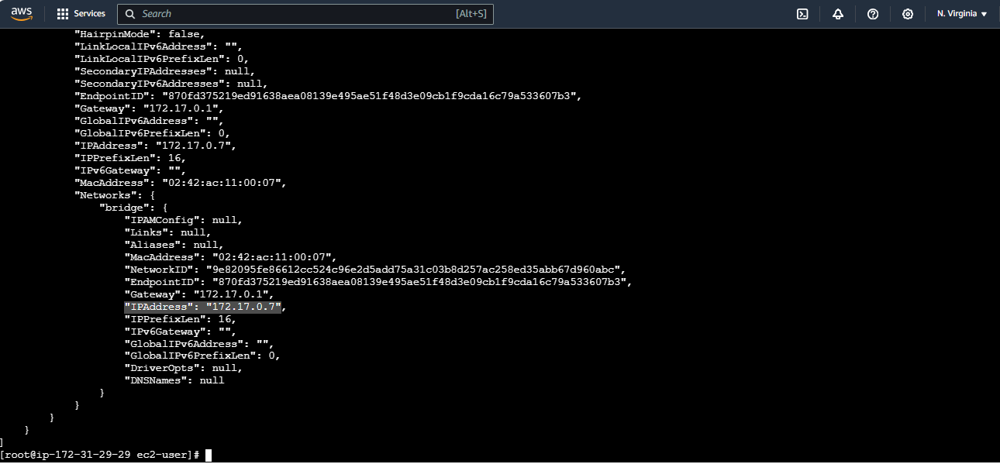 aws Services Search [Alt+S] N. Virginia
"HairpinMode": false,
"LinkLocalIPv6Address": "",
"LinkLocalIPv6PrefixLen": 0,
"SecondaryIPAddresses": null,
"SecondaryIPv6Addresses": null,
"EndpointID": "870fd375219ed91638aea08139e495ae51f48d3e09cb1f9cda16c79a533607b3",
"Gateway": "172.17.0.1",
"GlobalIPv6Address": "",
"GlobalIPv6PrefixLen": 0,
"IPAddress": "172.17.0.7",
"IPPrefixLen": 16,
"IPv6Gateway": "",
"MacAddress": "02:42:ac:11:00:07",
"Networks": {
"bridge": {
"IPAMConfig": null,
"Links": null,
"Aliases": null,
"MacAddress": "02:42:ac:11:00:07",
"NetworkID": "9e82095fe86612cc524c96e2d5add75a31c03b8d257ac258ed35abb67d960abc",
"EndpointID": "870fd375219ed91638aea08139e495ae51f48d3e09cb1f9cda16c79a533607b3",
"Gateway": "172.17.0.1",
"IPAddress": "172.17.0.7",
"IPPrefixLen": 16,
"IPv6Gateway": "",
"GlobalIPv6Address": "",
"GlobalIPv6PrefixLen": 0,
"DriverOpts": null,
"DNSNames": null
}
}
}
}
]
[root@ip-172-31-29-29 ec2-user]#